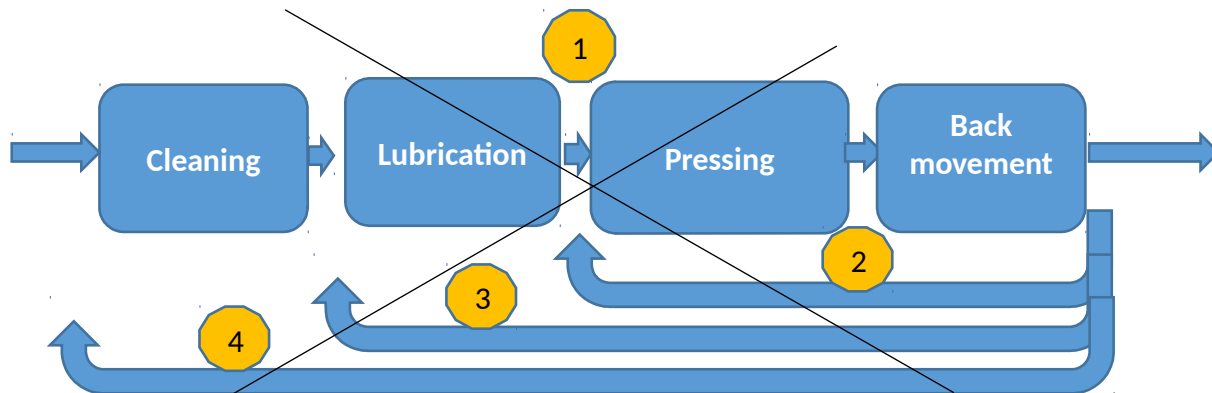 1
Cleaning
Lubrication
Pressing
Back
movement
2
3
4